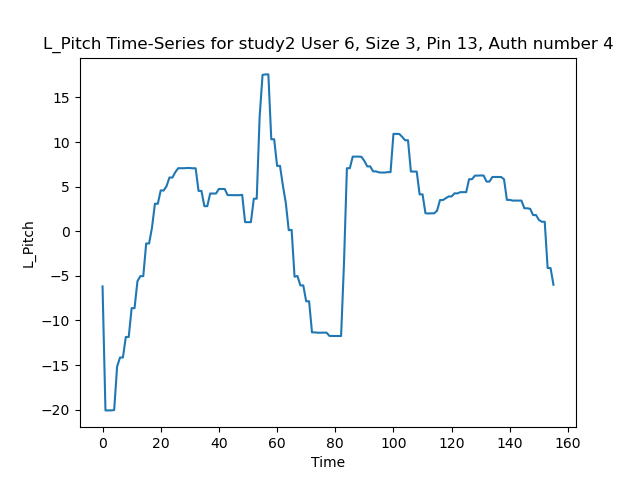 L_Pitch Time-Series for study2 User 6, Size 3, Pin 13, Auth number 4
15
10
5
0
−5
−10
−15
−20
L_Pitch
0 20 40 60 80 100 120 140 160
Time